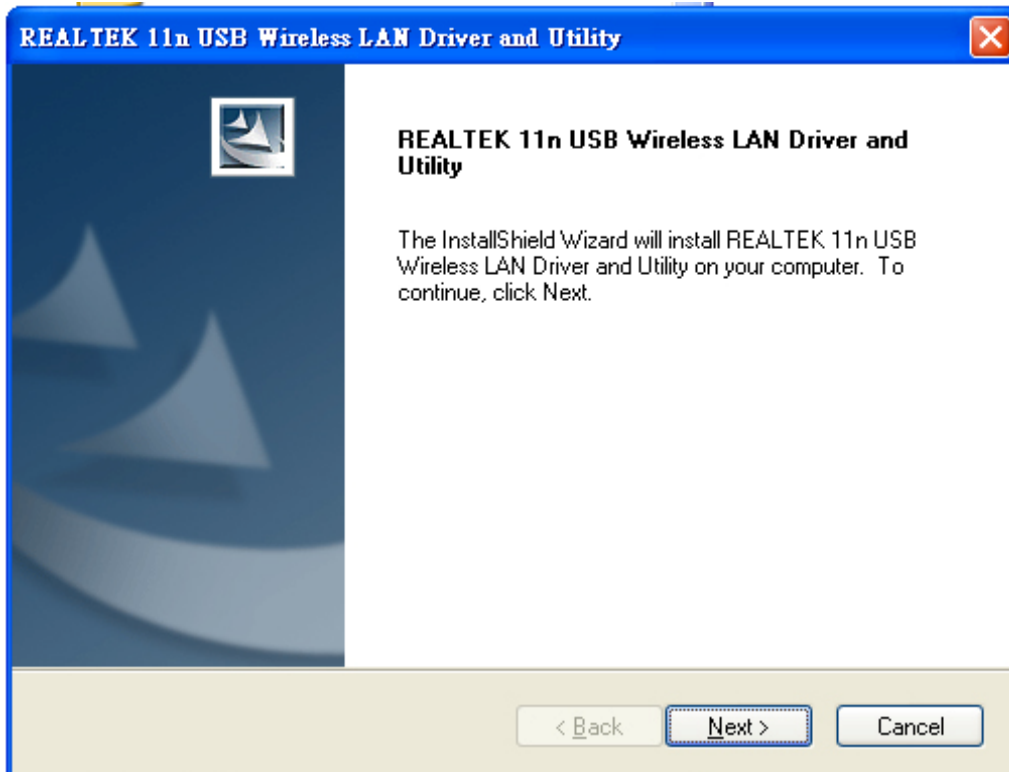 REALTEK 11n USB Wireless LAN Driver and Utility
REALTEK 11n USB Wireless LAN Driver and
Utility
The InstallShield Wizard will install REALTEK 11n USB
Wireless LAN Driver and Utility on your computer.  To
continue, click Next.
< Back
Next >
Cancel